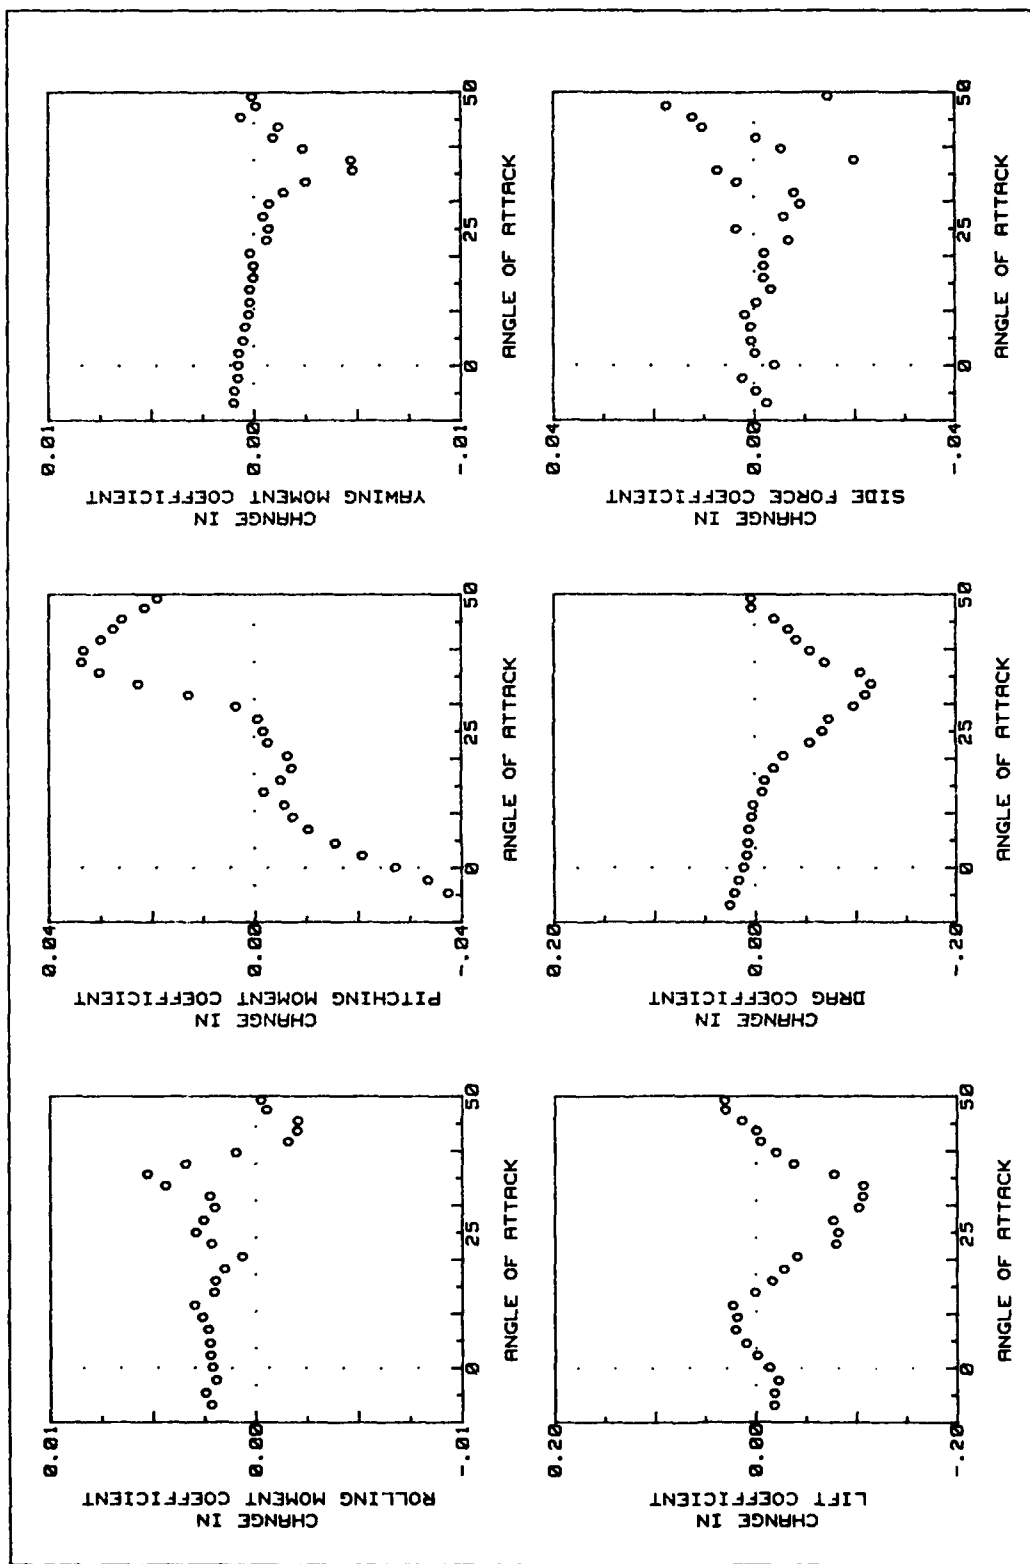 CHANGE IN
ROLLING MOMENT COEFFICIENT
0.01
0.00
-.01
0
25
50
ANGLE OF ATTACK
CHANGE IN
PITCHING MOMENT COEFFICIENT
0.04
0.00
-.04
0
25
50
ANGLE OF ATTACK
CHANGE IN
YAWING MOMENT COEFFICIENT
0.01
0.00
-.01
0
25
50
ANGLE OF ATTACK
CHANGE IN
LIFT COEFFICIENT
0.20
0.00
-.20
0
25
50
ANGLE OF ATTACK
CHANGE IN
DRAG COEFFICIENT
0.20
0.00
-.20
0
25
50
ANGLE OF ATTACK
CHANGE IN
SIDE FORCE COEFFICIENT
0.04
0.00
-.04
0
25
50
ANGLE OF ATTACK